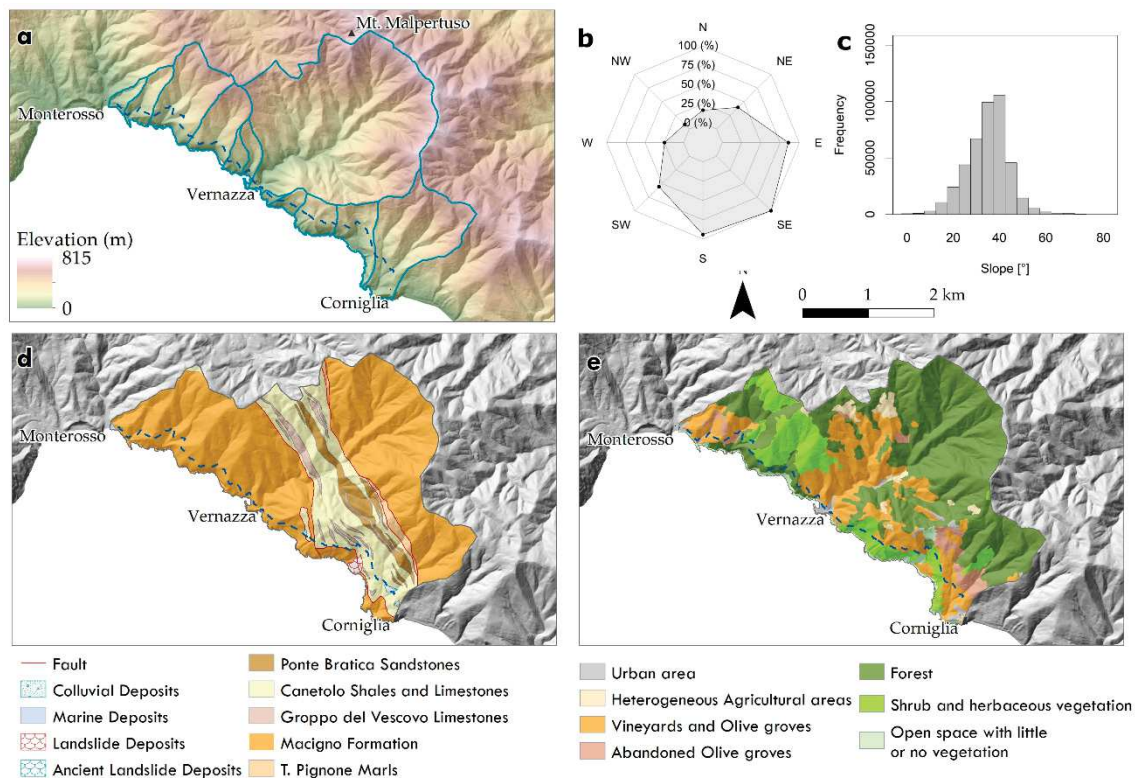 a
Mt. Malpertuso
Monterosso
Vernazza
Elevation (m)
815
0
Corniglia
b
N
100 (%)
75 (%)
50 (%)
25 (%)
0 (%)
NW
NE
W
E
SW
SE
S
c
150000
100000
50000
0
Frequency
0 20 40 60 80
Slope [°]
0 1 2 km
d
Monterosso
Vernazza
Corniglia
Fault
Colluvial Deposits
Marine Deposits
Landslide Deposits
Ancient Landslide Deposits
Ponte Bratica Sandstones
Canetolo Shales and Limestones
Groppo del Vescovo Limestones
Macigno Formation
T. Pignone Marls
e
Monterosso
Vernazza
Corniglia
Urban area
Heterogeneous Agricultural areas
Vineyards and Olive groves
Abandoned Olive groves
Forest
Shrub and herbaceous vegetation
Open space with little
or no vegetation